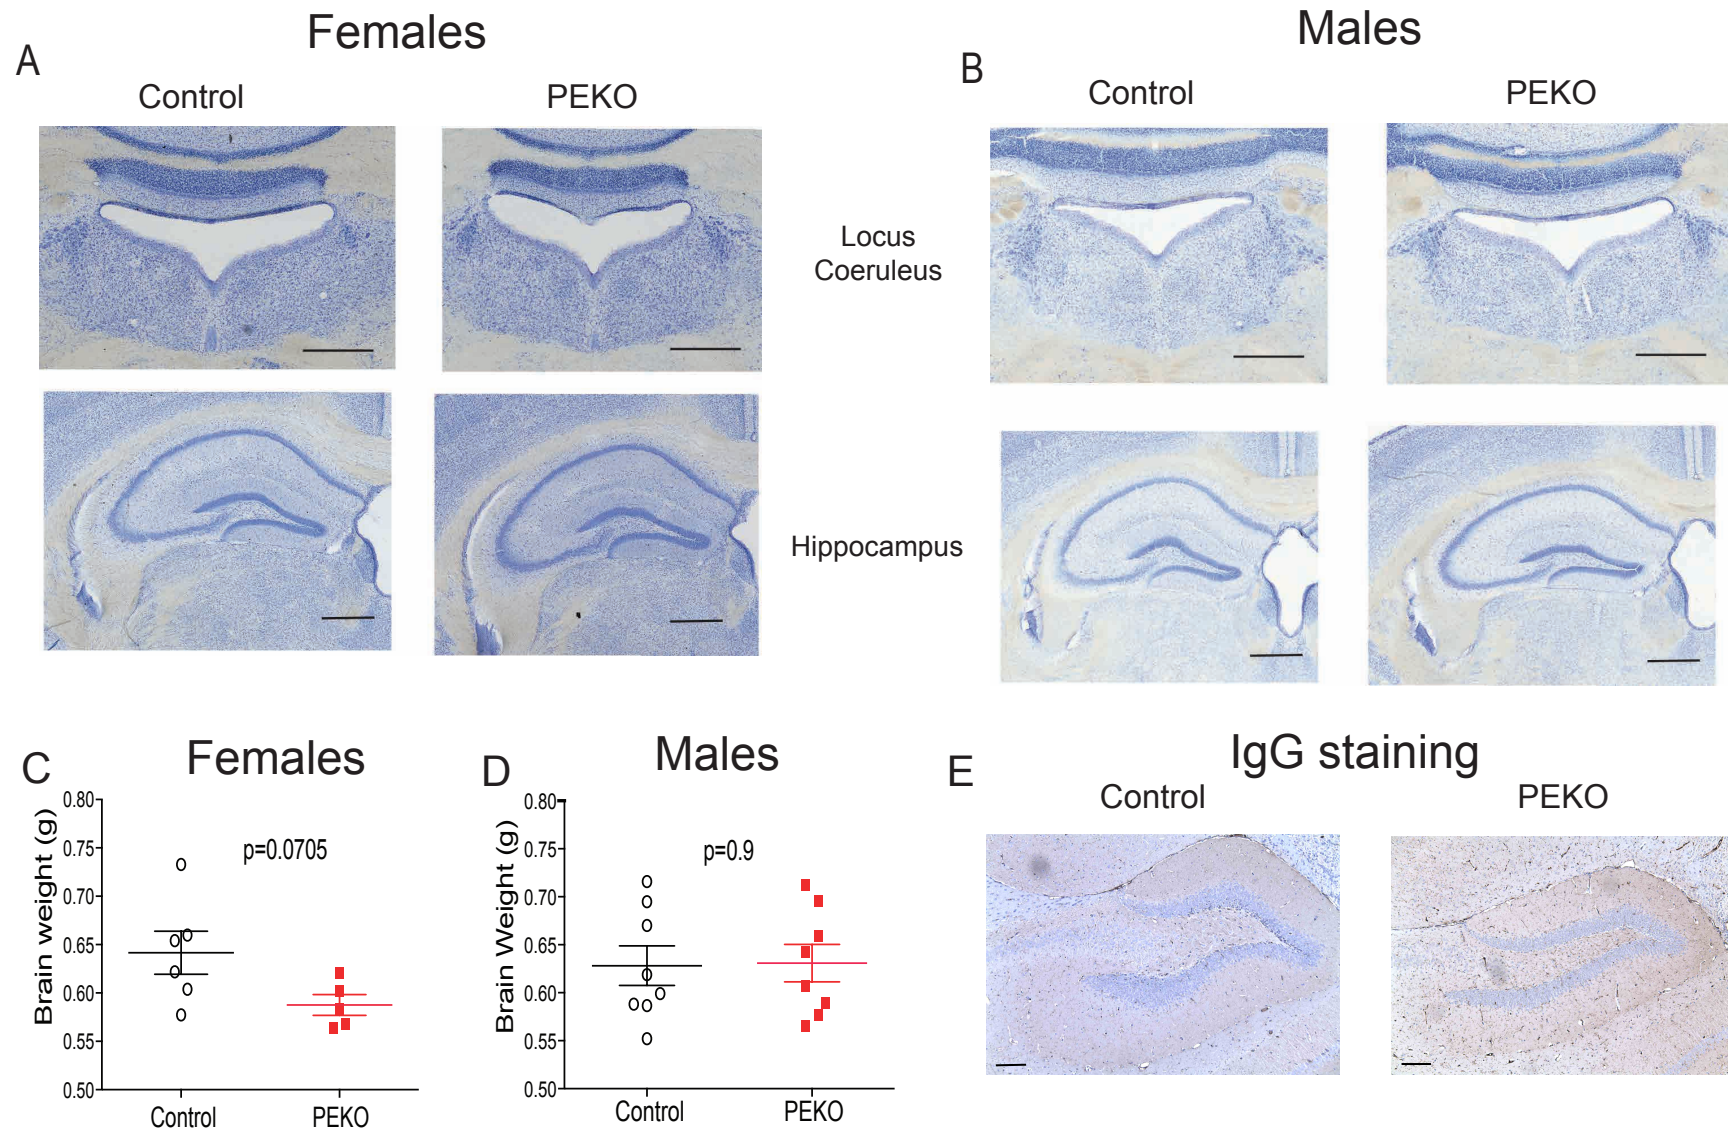 Females
Males
A
B
Control
PEKO
Control
PEKO
Locus
Coeruleus
Hippocampus
C
Females
D
Males
E
IgG staining
Control
PEKO
Brain weight (g)
0.80
0.75
0.70
0.65
0.60
0.55
0.50
p=0.0705
Control
PEKO
Brain Weight (g)
0.80
0.75
0.70
0.65
0.60
0.55
0.50
p=0.9
Control
PEKO